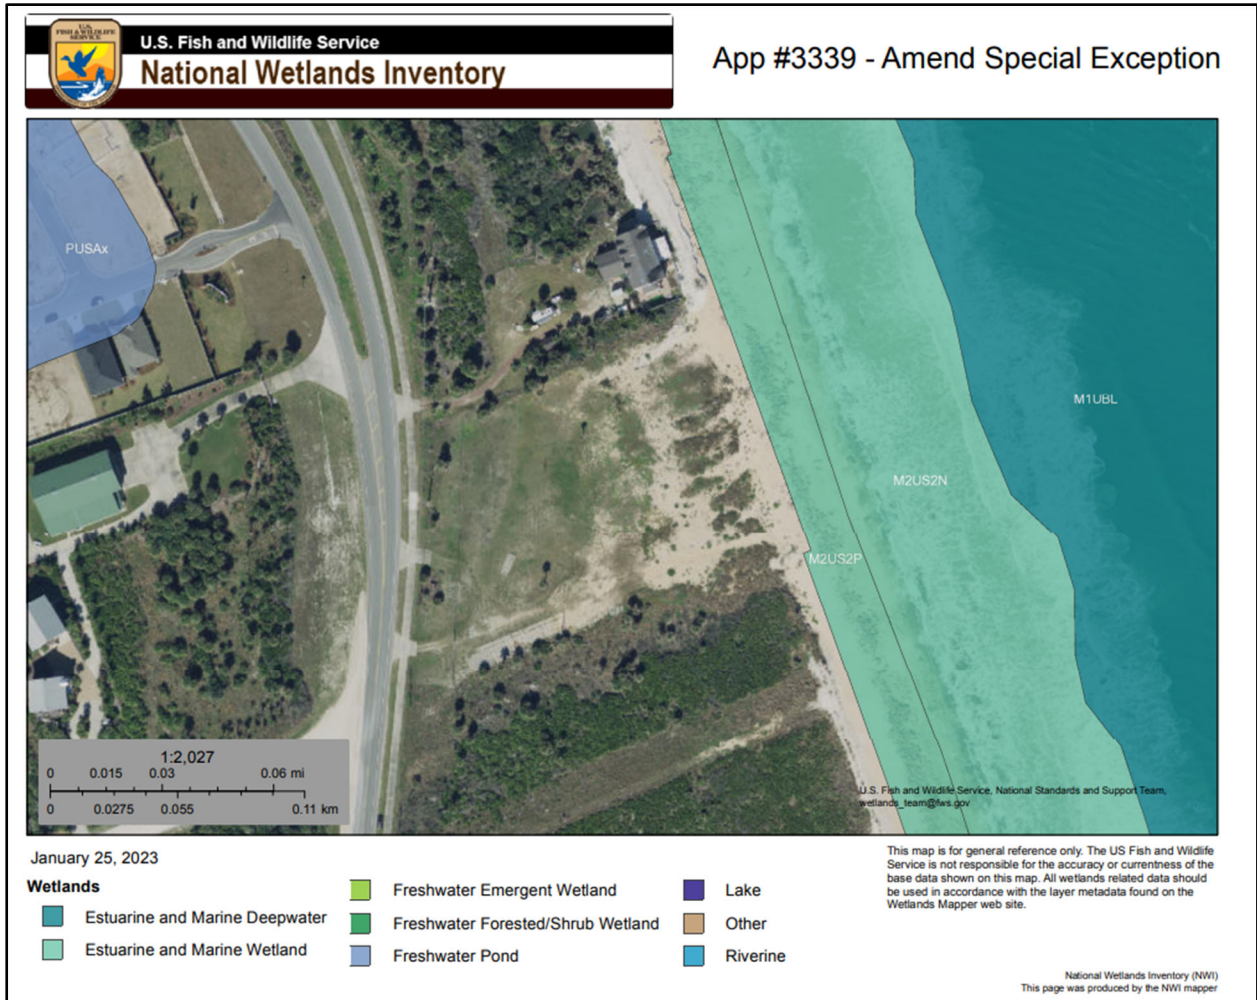 U.S.
FISH & WILDLIFE
SERVICE
U.S. Fish and Wildlife Service
National Wetlands Inventory
App #3339 - Amend Special Exception
PUSAx
M1UBL
M2US2N
M2US2P
1:2,027
0 0.015 0.03 0.06 mi
0 0.0275 0.055 0.11 km
U.S. Fish and Wildlife Service, National Standards and Support Team,
wetlands_team@fws.gov
January 25, 2023
Wetlands
Estuarine and Marine Deepwater
Estuarine and Marine Wetland
Freshwater Emergent Wetland
Freshwater Forested/Shrub Wetland
Freshwater Pond
Lake
Other
Riverine
This map is for general reference only. The US Fish and Wildlife
Service is not responsible for the accuracy or currentness of the
base data shown on this map. All wetlands related data should
be used in accordance with the layer metadata found on the
Wetlands Mapper web site.
National Wetlands Inventory (NWI)
This page was produced by the NWI mapper